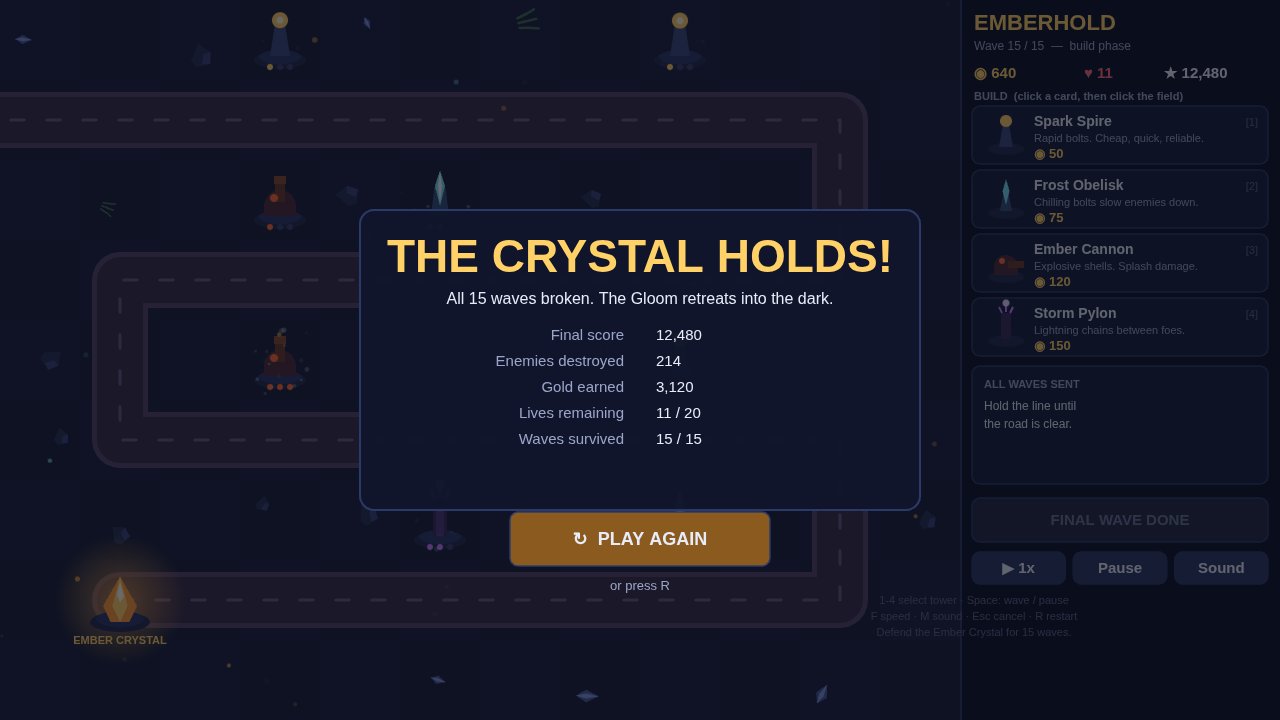 EMBERHOLD
Wave 15 / 15 — build phase
◉ 640 ♥ 11 ★ 12,480
BUILD (click a card, then click the field)
Spark Spire [1]
Rapid bolts. Cheap, quick, reliable.
◉ 50
Frost Obelisk [2]
Chilling bolts slow enemies down.
◉ 75
Ember Cannon [3]
Explosive shells. Splash damage.
◉ 120
Storm Pylon [4]
Lightning chains between foes.
◉ 150
ALL WAVES SENT
Hold the line until
the road is clear.
FINAL WAVE DONE
▶ 1x Pause Sound
1-4 select tower · Space: wave / pause
F speed · M sound · Esc cancel · R restart
Defend the Ember Crystal for 15 waves.
THE CRYSTAL HOLDS!
All 15 waves broken. The Gloom retreats into the dark.
Final score 12,480
Enemies destroyed 214
Gold earned 3,120
Lives remaining 11 / 20
Waves survived 15 / 15
↻ PLAY AGAIN
or press R
EMBER CRYSTAL